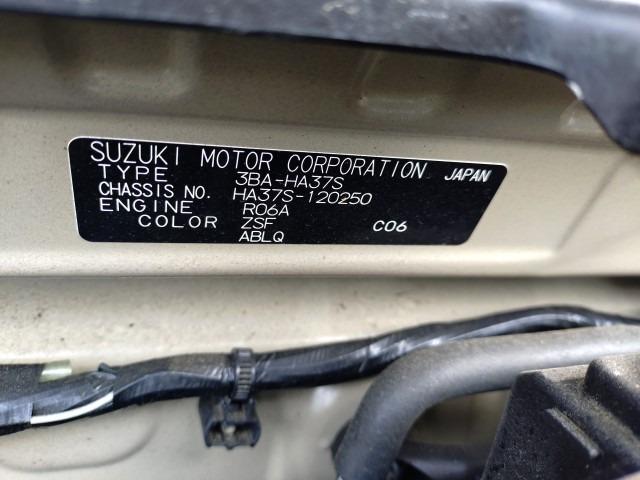 SUZUKI MOTOR CORPORATION JAPAN
TYPE 3BA-HA37S
CHASSIS NO. HA37S-120250
ENGINE R06A
COLOR ZSF C06
ABLQ